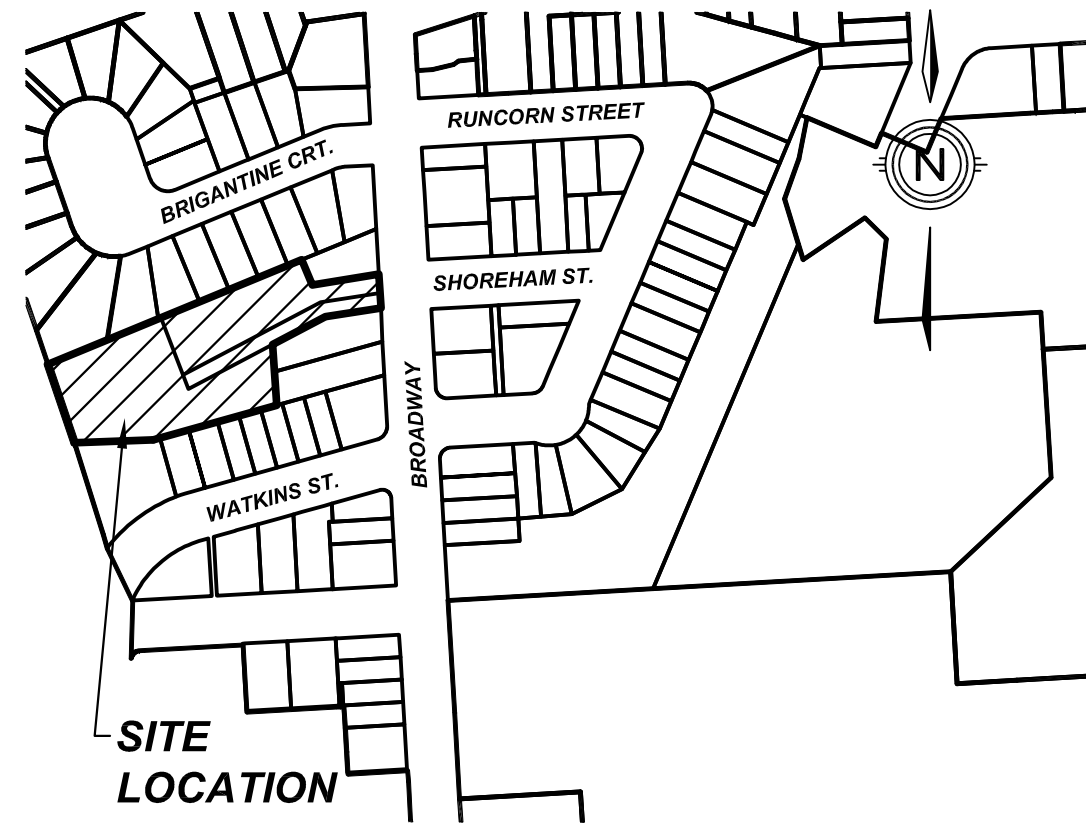 RUNCORN STREET
BRIGANTINE CRT.
N
SHOREHAM ST.
BROADWAY
WATKINS ST.
SITE
LOCATION